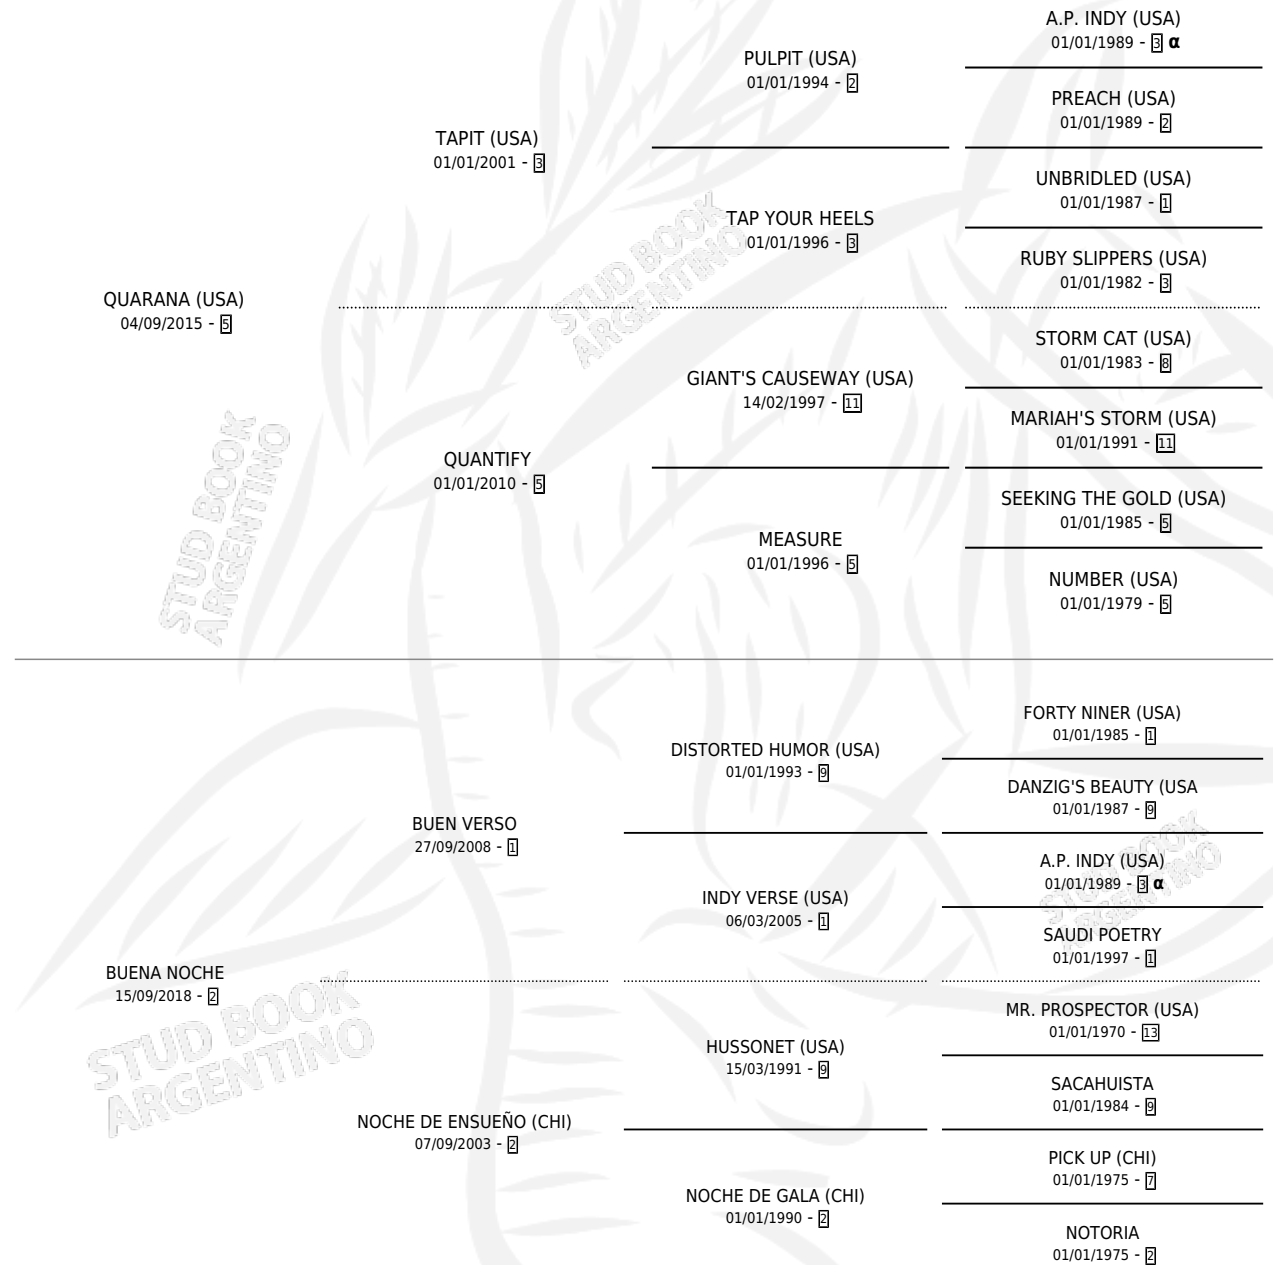 A.P. INDY (USA)
01/01/1989 - 3 α
PULPIT (USA)
01/01/1994 - 2
PREACH (USA)
01/01/1989 - 2
TAPIT (USA)
01/01/2001 - 3
UNBRIDLED (USA)
01/01/1987 - 1
TAP YOUR HEELS
01/01/1996 - 3
RUBY SLIPPERS (USA)
01/01/1982 - 3
QUARANA (USA)
04/09/2015 - 5
STORM CAT (USA)
01/01/1983 - 8
GIANT'S CAUSEWAY (USA)
14/02/1997 - 11
MARIAH'S STORM (USA)
01/01/1991 - 11
QUANTIFY
01/01/2010 - 5
SEEKING THE GOLD (USA)
01/01/1985 - 5
MEASURE
01/01/1996 - 5
NUMBER (USA)
01/01/1979 - 5
FORTY NINER (USA)
01/01/1985 - 1
DISTORTED HUMOR (USA)
01/01/1993 - 9
DANZIG'S BEAUTY (USA
01/01/1987 - 9
BUEN VERSO
27/09/2008 - 1
A.P. INDY (USA)
01/01/1989 - 3 α
INDY VERSE (USA)
06/03/2005 - 1
SAUDI POETRY
01/01/1997 - 1
BUENA NOCHE
15/09/2018 - 2
MR. PROSPECTOR (USA)
01/01/1970 - 13
HUSSONET (USA)
15/03/1991 - 9
SACAHUISTA
01/01/1984 - 9
NOCHE DE ENSUEÑO (CHI)
07/09/2003 - 2
PICK UP (CHI)
01/01/1975 - 7
NOCHE DE GALA (CHI)
01/01/1990 - 2
NOTORIA
01/01/1975 - 2
STUD BOOK
ARGENTINO
STUD BOOK
ARGENTINO
STUD BOOK
ARGENTINO
STUD BOOK
ARGENTINO